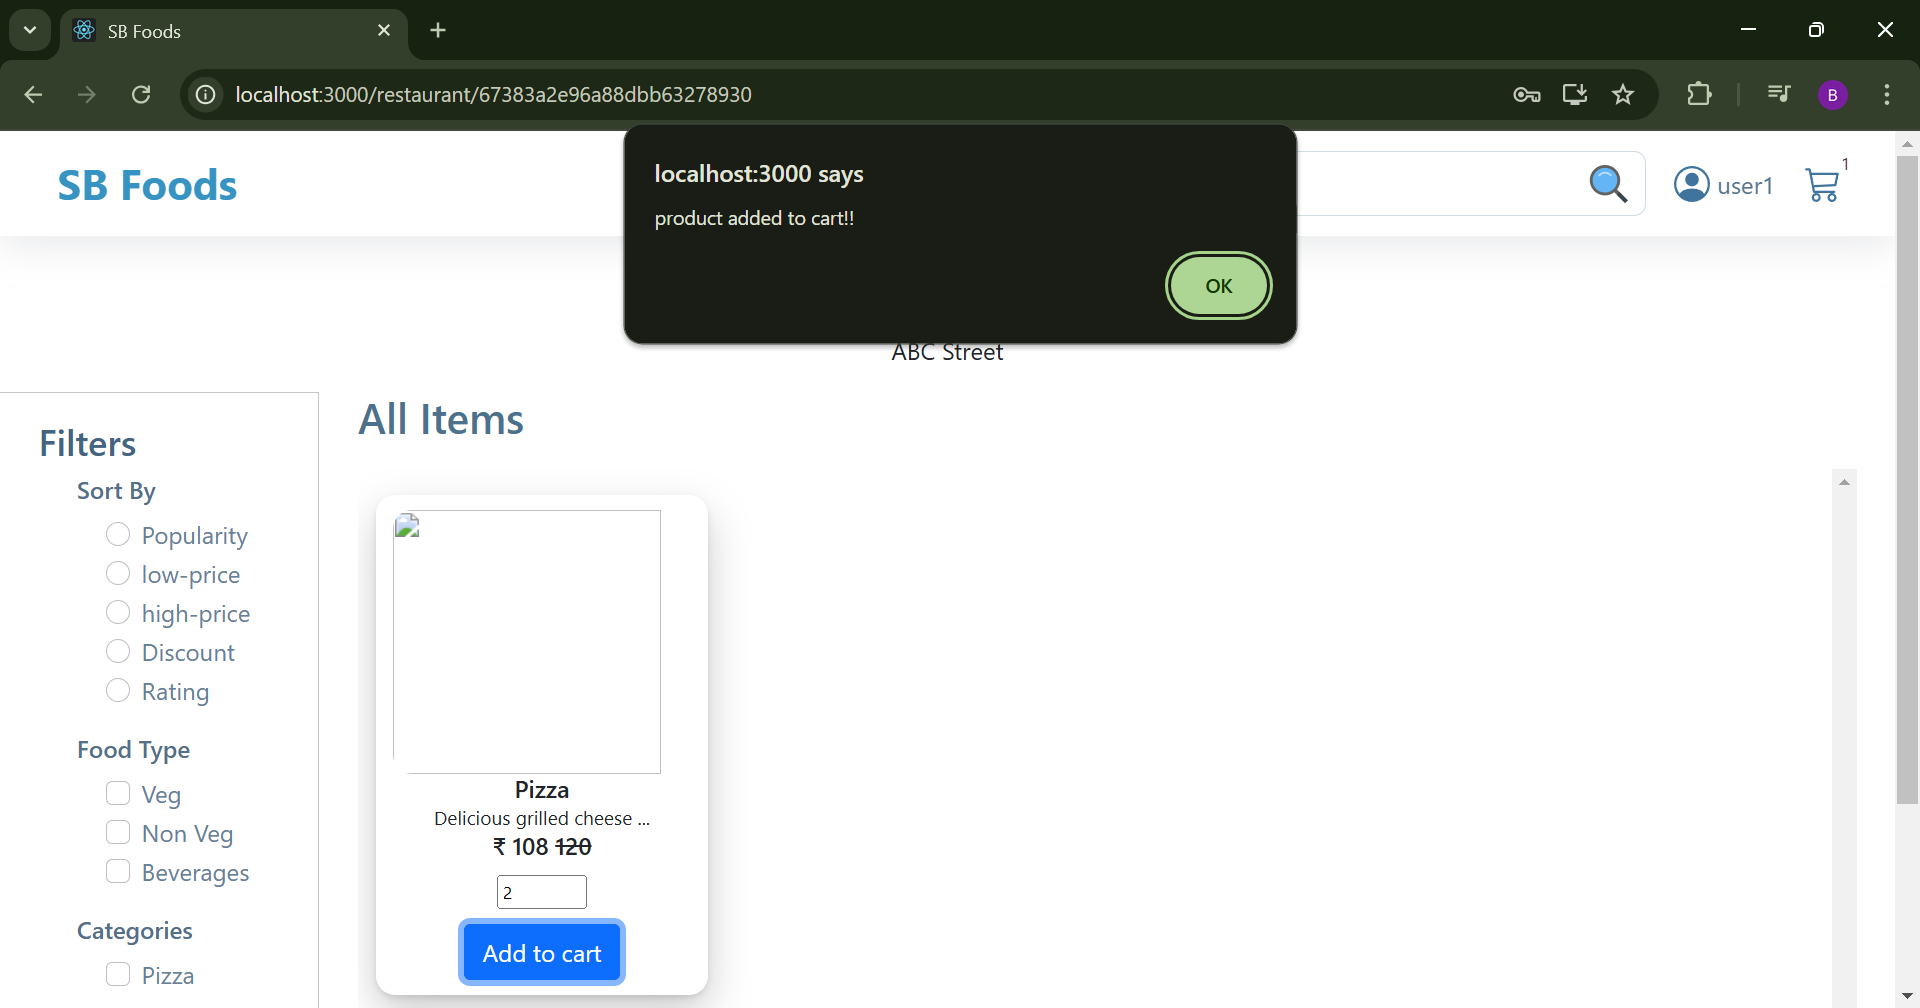 SB Foods
localhost:3000/restaurant/67383a2e96a88dbb63278930
B
localhost:3000 says
product added to cart!!
OK
SB Foods
user1
1
ABC Street
Filters
Sort By
Popularity
low-price
high-price
Discount
Rating
Food Type
Veg
Non Veg
Beverages
Categories
Pizza
All Items
Pizza
Delicious grilled cheese ...
₹ 108 120
2
Add to cart